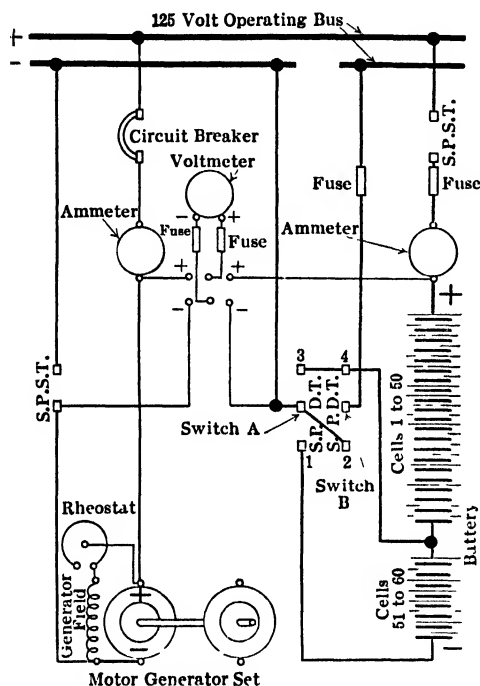 125 Volt Operating Bus
+
-
Circuit Breaker
Voltmeter
S.P.S.T.
Fuse
Fuse
Ammeter
- +
Fuse
Fuse
Ammeter
+ +
- -
+
3 4
S.P.S.T.
S.P.D.T.
S.P.D.T.
Switch A
1 2
Switch
B
Cells 1 to 50
Battery
Rheostat
Generator
Field
+
-
Cells
51 to 60
-
Motor Generator Set